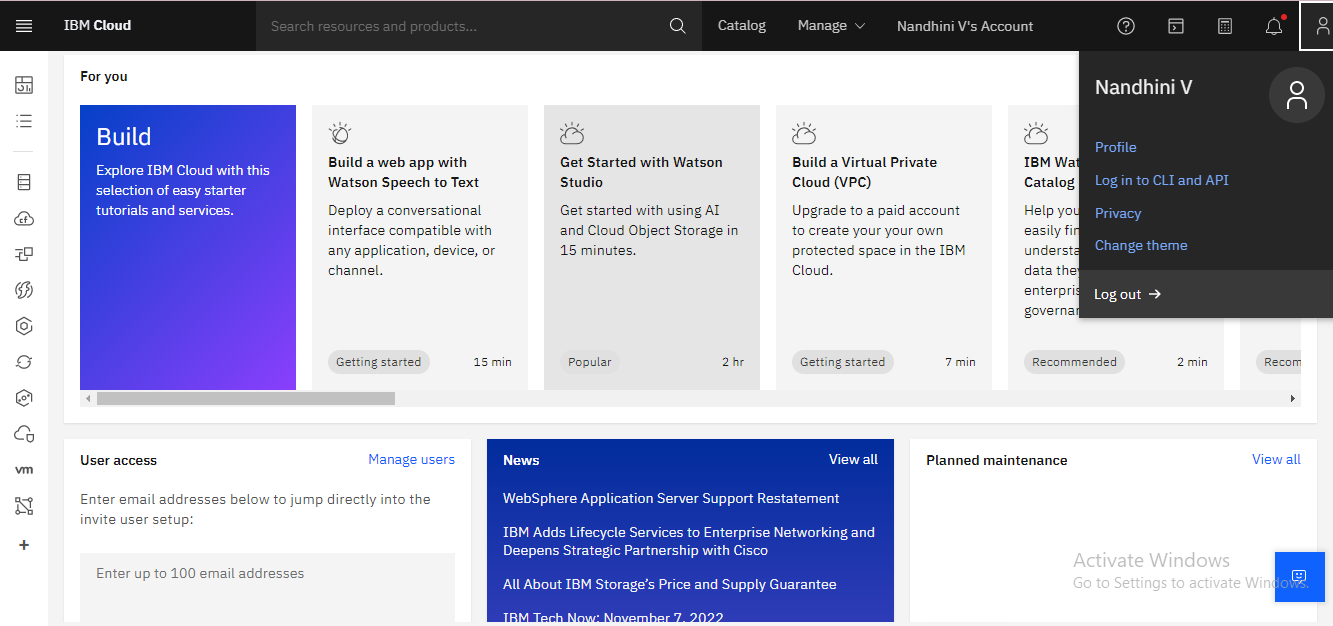 IBM Cloud
Search resources and products...
Catalog
Manage
Nandhini V's Account
For you
Build
Explore IBM Cloud with this
selection of easy starter
tutorials and services.
Build a web app with
Watson Speech to Text
Deploy a conversational
interface compatible with
any application, device, or
channel.
Getting started
15 min
Get Started with Watson
Studio
Get started with using AI
and Cloud Object Storage in
15 minutes.
Popular
2 hr
Build a Virtual Private
Cloud (VPC)
Upgrade to a paid account
to create your your own
protected space in the IBM
Cloud.
Getting started
7 min
IBM Wat
Catalog
Help you
easily fin
understa
data they
enterpris
governan
Recommended
2 min
Recom
Nandhini V
Profile
Log in to CLI and API
Privacy
Change theme
Log out →
cf
vm
User access
Manage users
Enter email addresses below to jump directly into the
invite user setup:
Enter up to 100 email addresses
News
View all
WebSphere Application Server Support Restatement
IBM Adds Lifecycle Services to Enterprise Networking and
Deepens Strategic Partnership with Cisco
All About IBM Storage’s Price and Supply Guarantee
IBM Tech Now: November 7, 2022
Planned maintenance
View all
Activate Windows
Go to Settings to activate Windows.